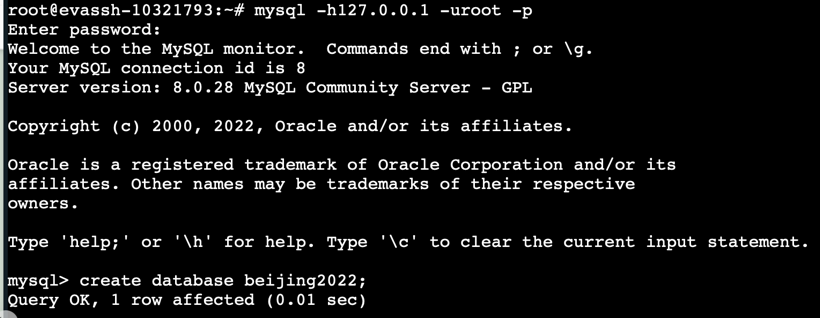 root@evassh-10321793:~# mysql -h127.0.0.1 -uroot -p
Enter password:
Welcome to the MySQL monitor.  Commands end with ; or \g.
Your MySQL connection id is 8
Server version: 8.0.28 MySQL Community Server - GPL
Copyright (c) 2000, 2022, Oracle and/or its affiliates.
Oracle is a registered trademark of Oracle Corporation and/or its
affiliates. Other names may be trademarks of their respective
owners.
Type 'help;' or '\h' for help. Type '\c' to clear the current input statement.
mysql> create database beijing2022;
Query OK, 1 row affected (0.01 sec)